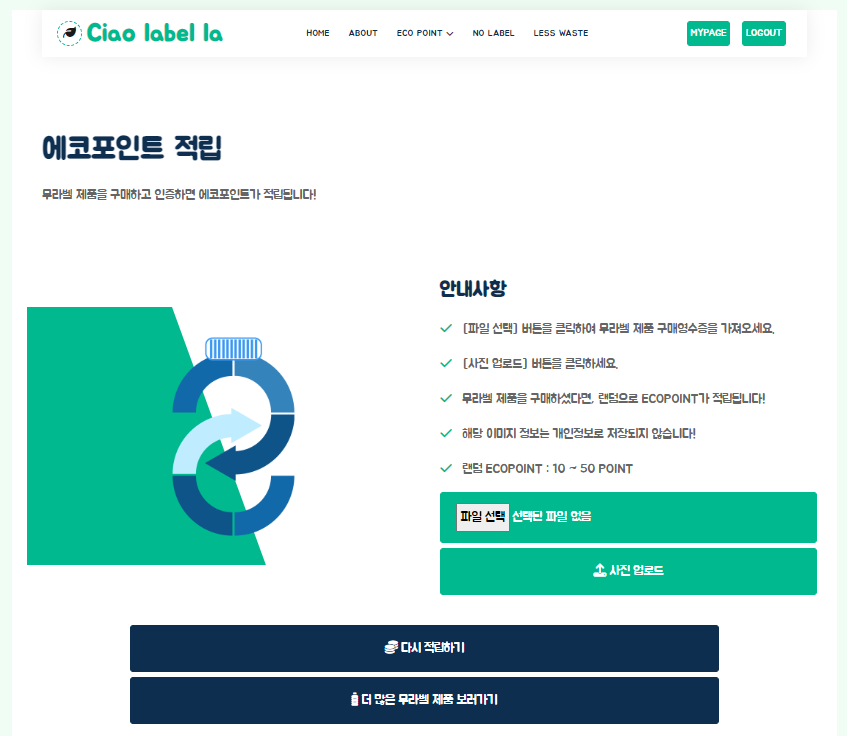 Ciao label la
HOME ABOUT ECO POINT NO LABEL LESS WASTE
MYPAGE LOGOUT
에코포인트 적립
무라벨 제품을 구매하고 인증하면 에코포인트가 적립됩니다!
안내사항
[파일 선택] 버튼을 클릭하여 무라벨 제품 구매영수증을 가져오세요.
[사진 업로드] 버튼을 클릭하세요.
무라벨 제품을 구매하셨다면, 랜덤으로 ECOPOINT가 적립됩니다!
해당 이미지 정보는 개인정보로 저장되지 않습니다!
랜덤 ECOPOINT : 10 ~ 50 POINT
파일 선택 선택된 파일 없음
사진 업로드
다시 적립하기
더 많은 무라벨 제품 보러가기